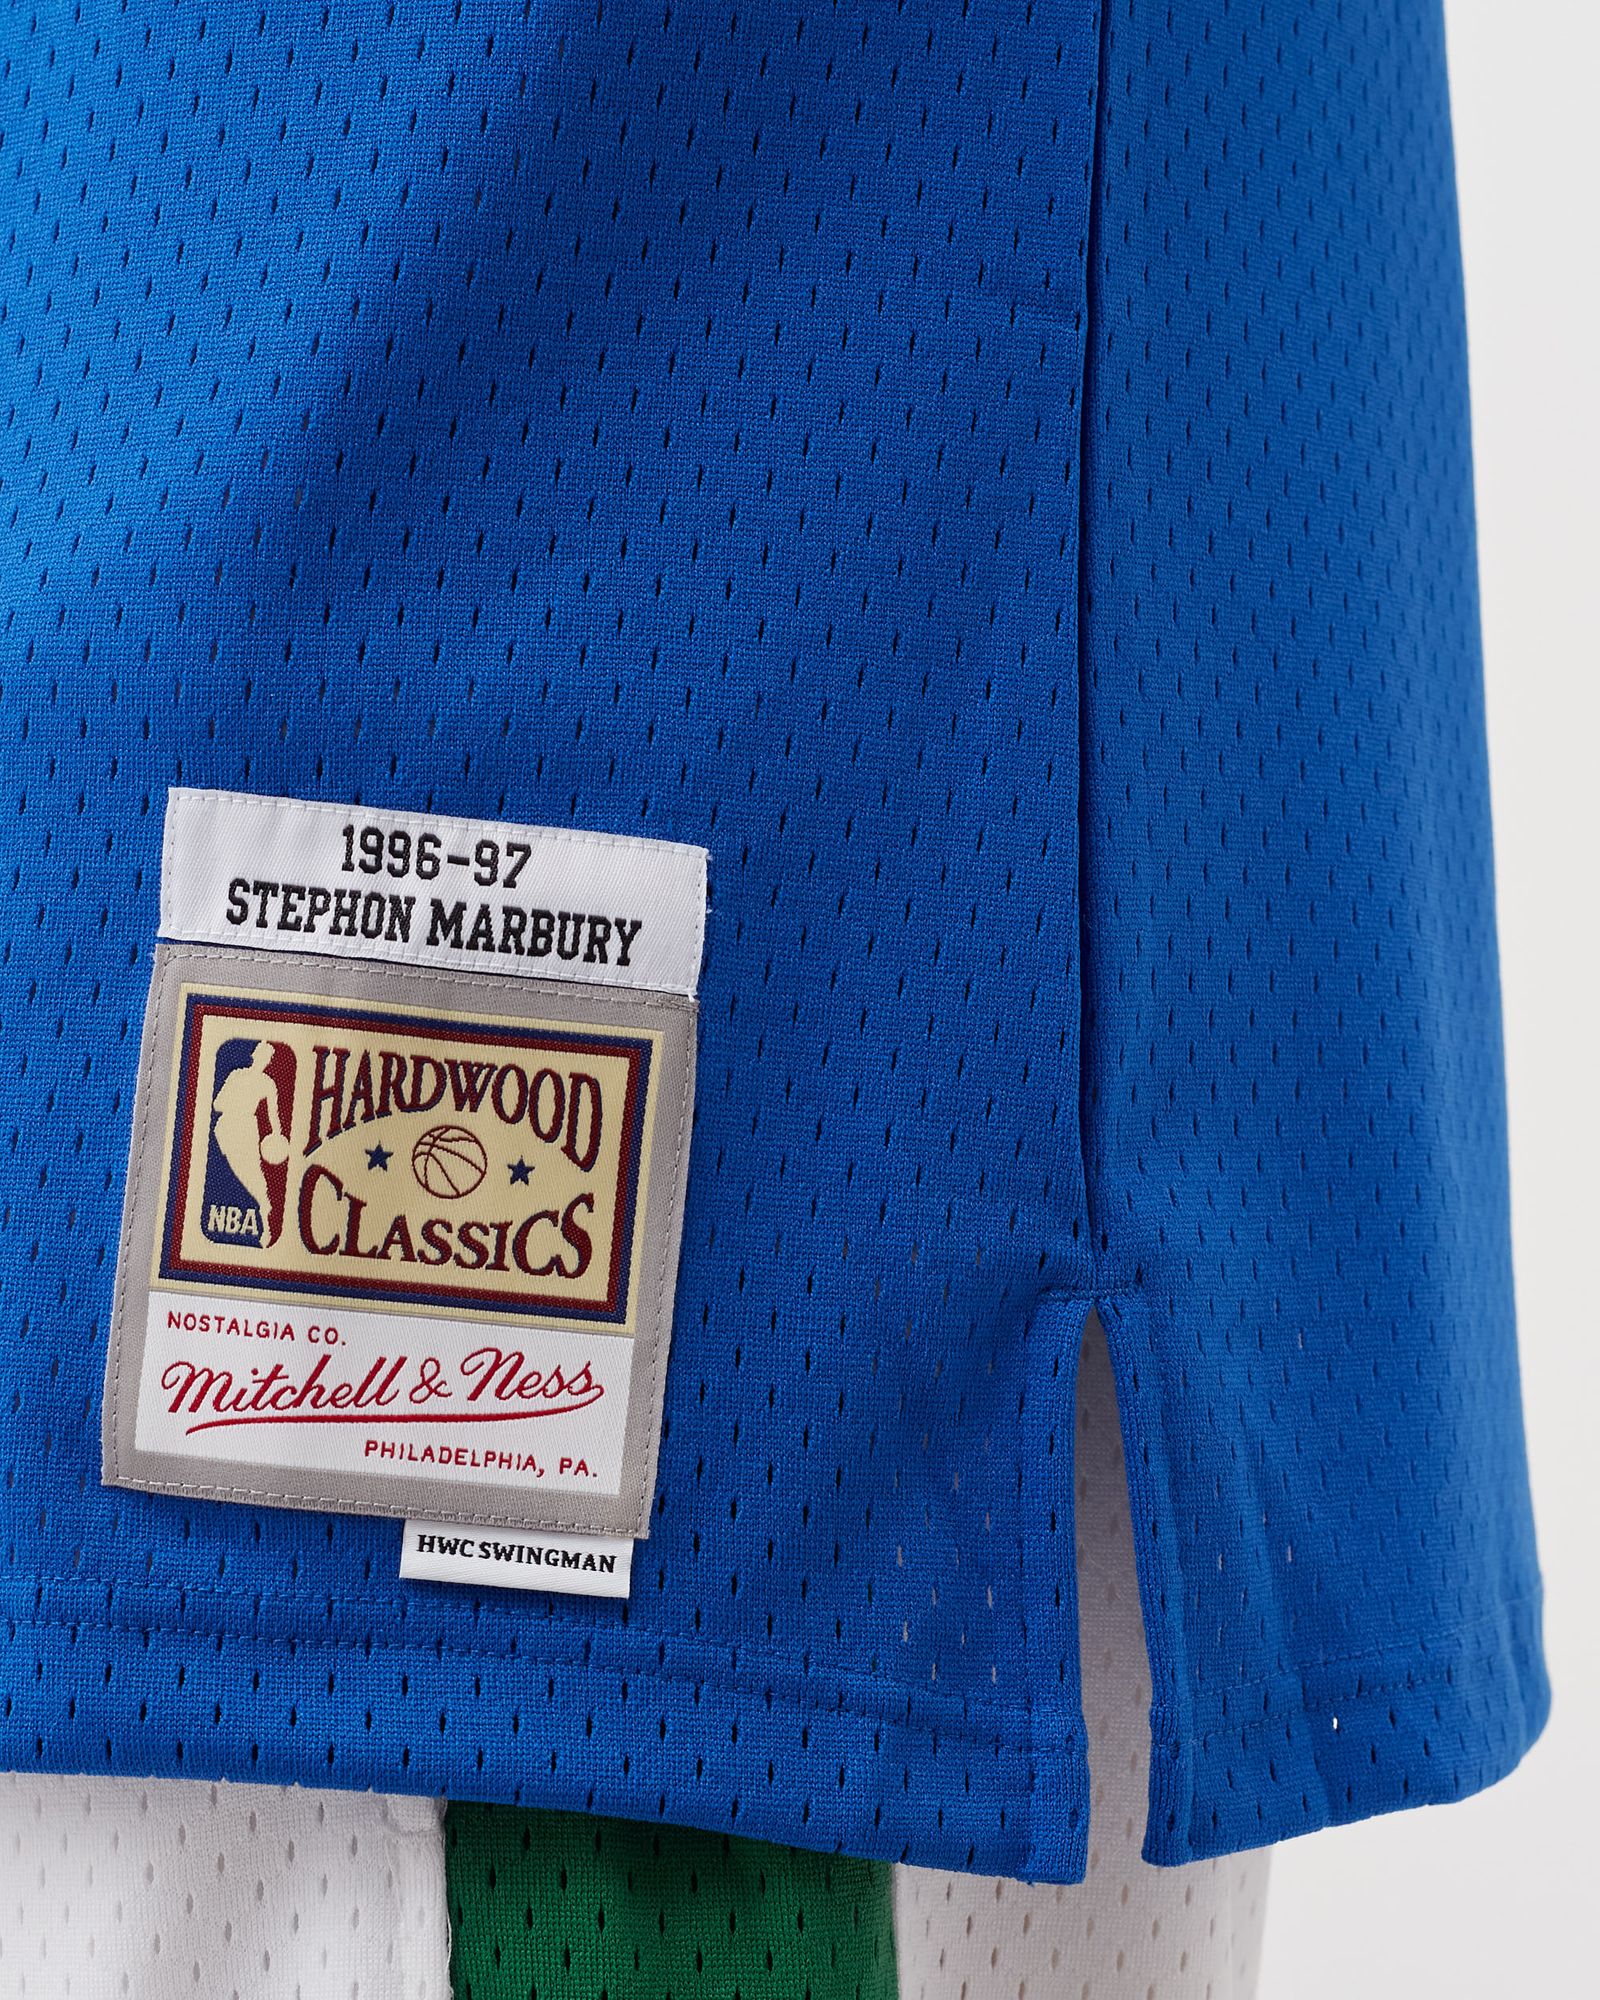 1996-97
STEPHON MARBURY
HARDWOOD
CLASSICS
NBA
NOSTALGIA CO.
Mitchell & Ness
PHILADELPHIA, PA.
HWC SWINGMAN